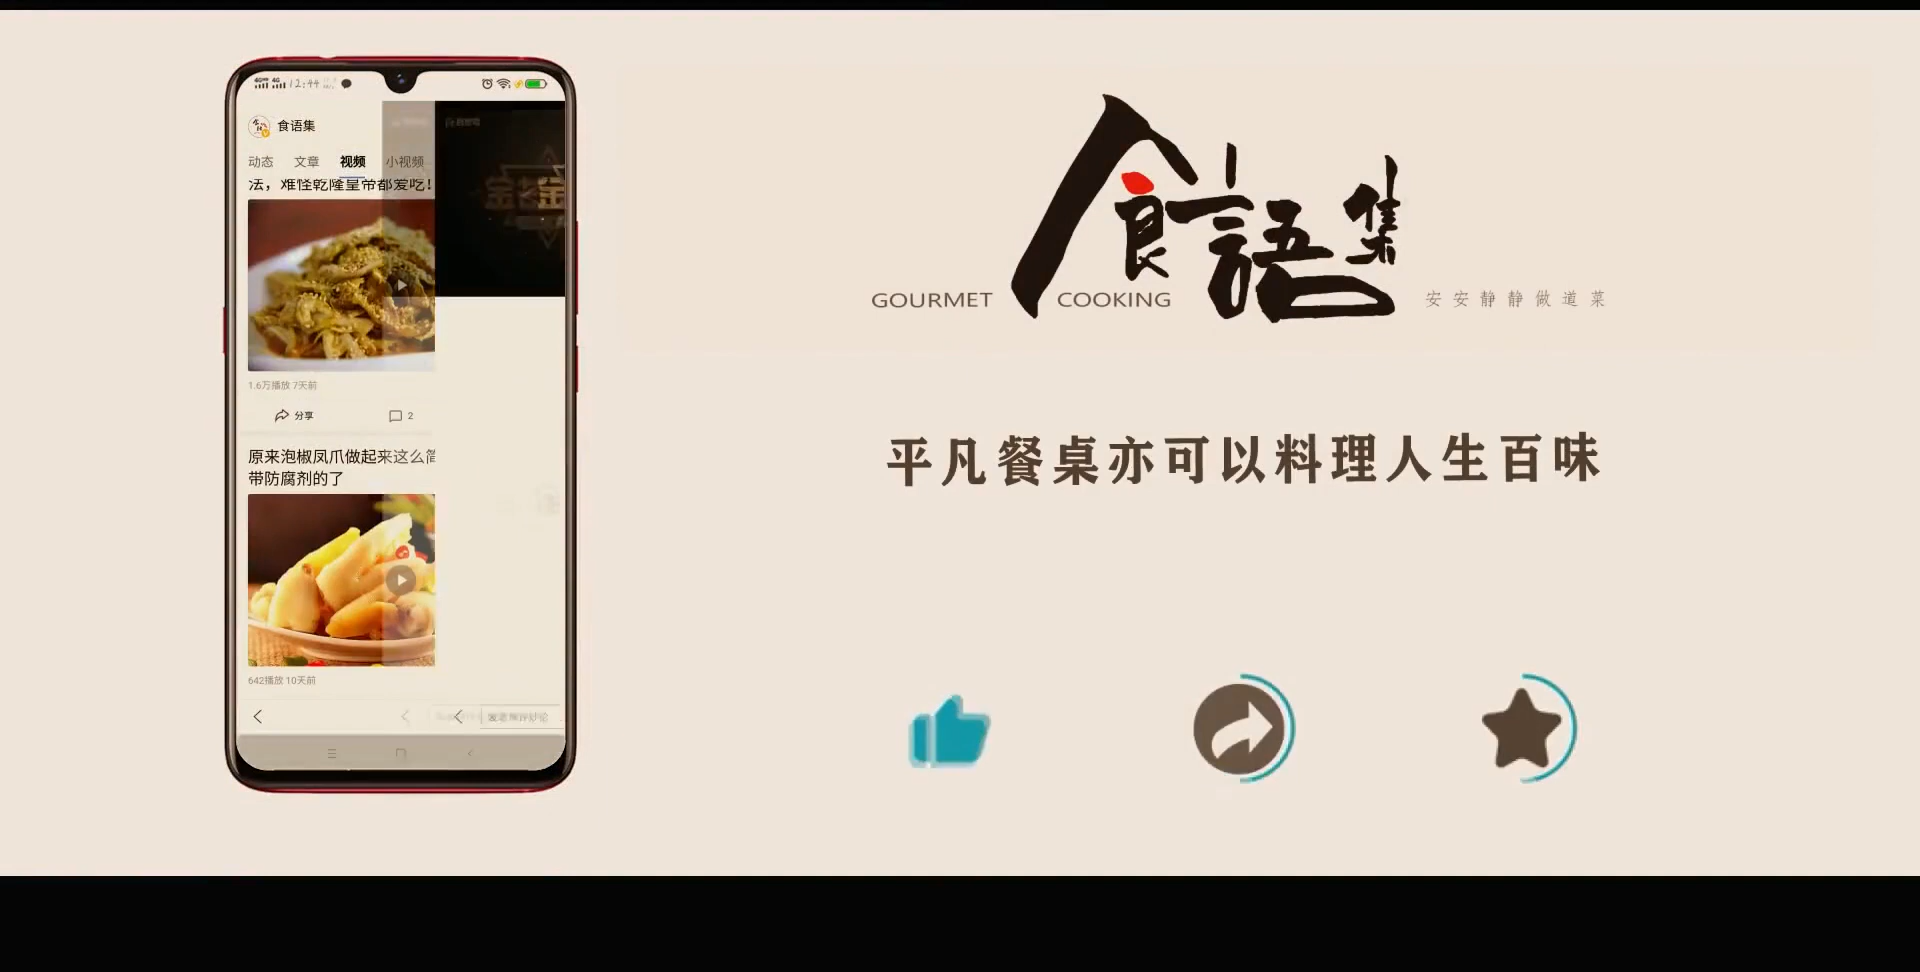 12:44
食语集
动态 文章 视频 小视频
法，难怪乾隆皇帝都爱吃！
1.6万播放 7天前
分享 2
原来泡椒凤爪做起来这么简
带防腐剂的了
642播放 10天前
食語集
GOURMET COOKING 安安静静做道菜
平凡餐桌亦可以料理人生百味